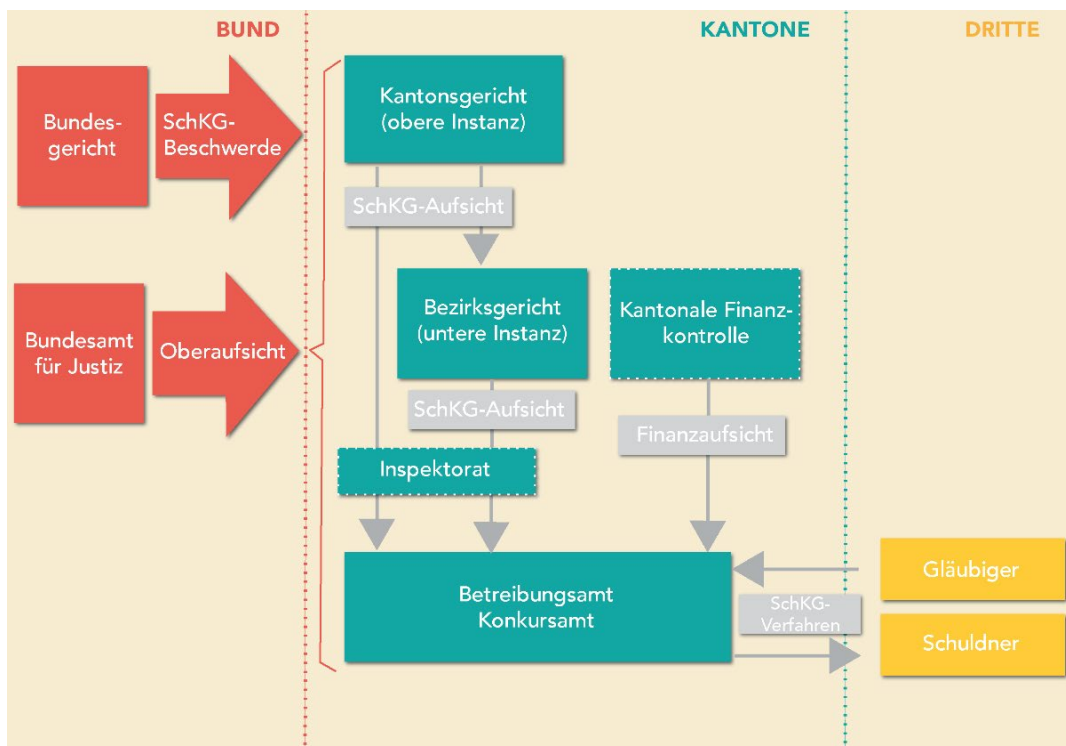 BUND
KANTONE
DRITTE
Bundes-
gericht
SchKG-
Beschwerde
Kantonsgericht
(obere Instanz)
SchKG-Aufsicht
Bundesamt
für Justiz
Oberaufsicht
Bezirksgericht
(untere Instanz)
Kantonale Finanz-
kontrolle
SchKG-Aufsicht
Finanzaufsicht
Inspektorat
Betreibungsamt
Konkursamt
SchKG-
Verfahren
Gläubiger
Schuldner